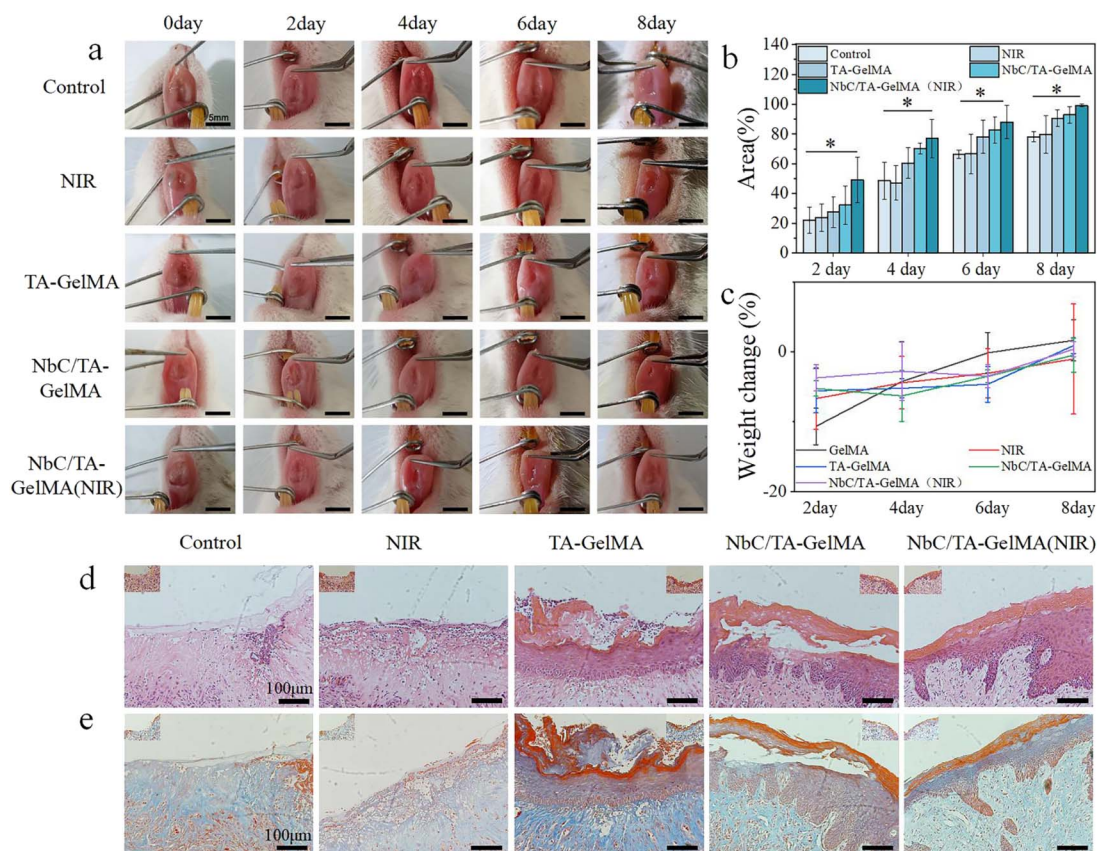 a
0day
2day
4day
6day
8day
Control
5mm
NIR
TA-GelMA
NbC/TA-
GelMA
NbC/TA-
GelMA(NIR)
b
Control
NIR
TA-GelMA
NbC/TA-GelMA
NbC/TA-GelMA（NIR）
Area(%)
140
120
100
80
60
40
20
0
*
*
*
*
2 day
4 day
6 day
8 day
c
Weight change (%)
0
-20
GelMA
NIR
TA-GelMA
NbC/TA-GelMA
NbC/TA-GelMA（NIR）
2day
4day
6day
8day
Control
NIR
TA-GelMA
NbC/TA-GelMA
NbC/TA-GelMA(NIR)
d
100μm
e
100μm